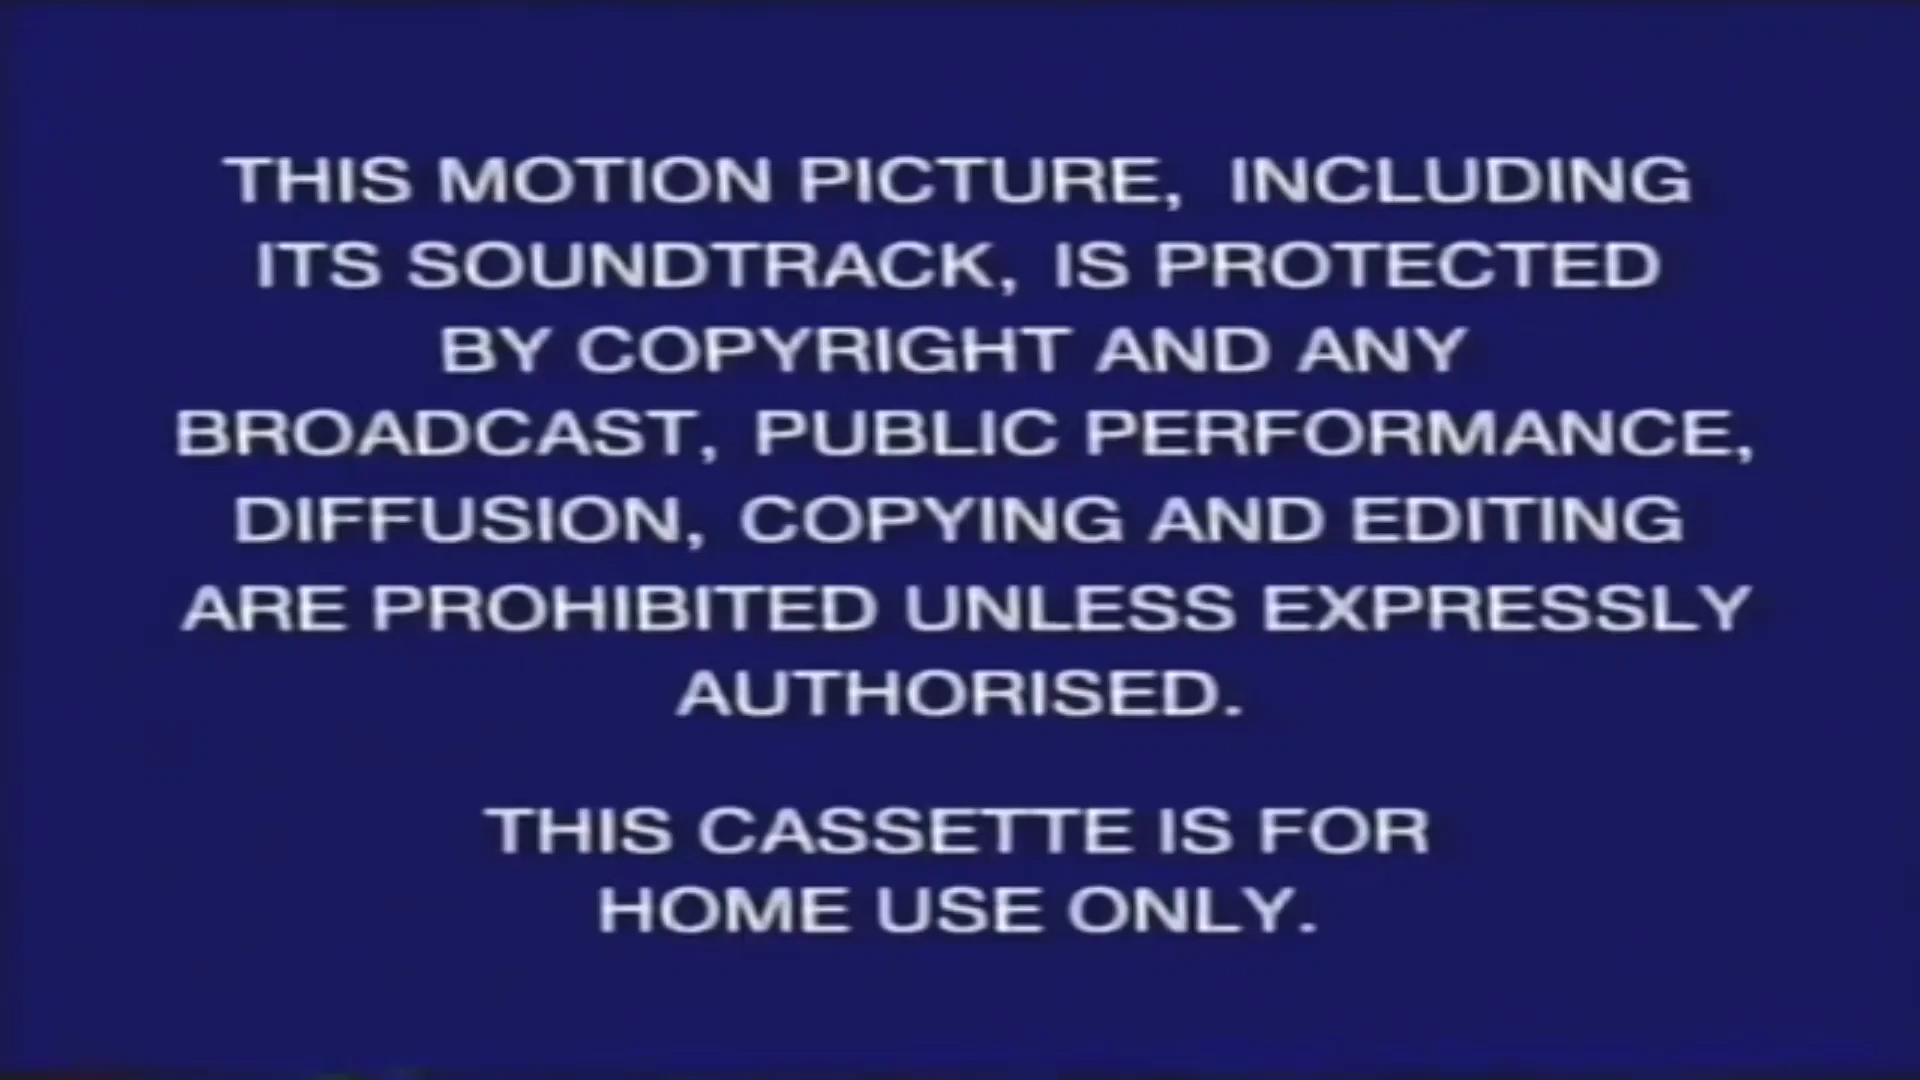 THIS MOTION PICTURE, INCLUDING
ITS SOUNDTRACK, IS PROTECTED
BY COPYRIGHT AND ANY
BROADCAST, PUBLIC PERFORMANCE,
DIFFUSION, COPYING AND EDITING
ARE PROHIBITED UNLESS EXPRESSLY
AUTHORISED.
THIS CASSETTE IS FOR
HOME USE ONLY.